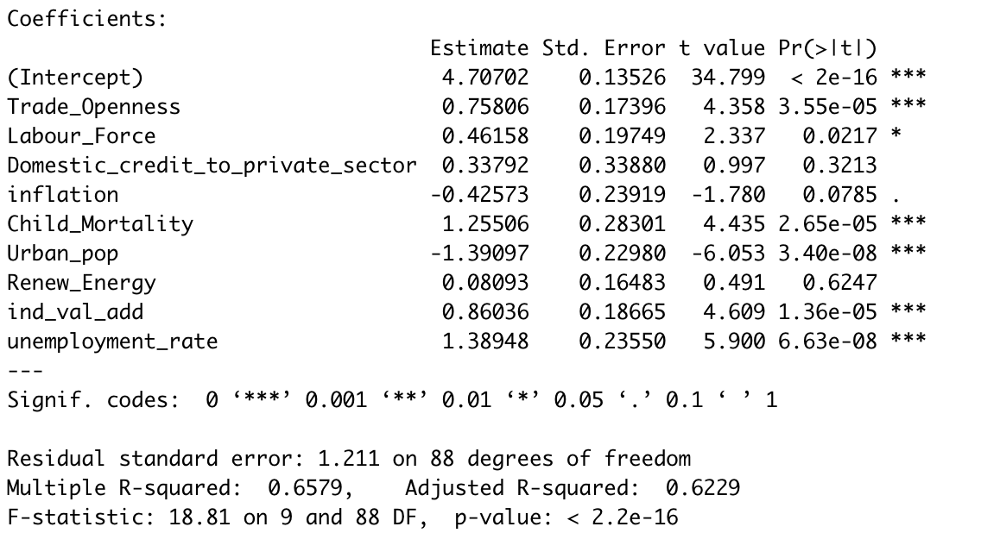 Coefficients:
Estimate Std. Error t value Pr(>|t|)
(Intercept) 4.70702 0.13526 34.799 < 2e-16 ***
Trade_Openness 0.75806 0.17396 4.358 3.55e-05 ***
Labour_Force 0.46158 0.19749 2.337 0.0217 *
Domestic_credit_to_private_sector 0.33792 0.33880 0.997 0.3213
inflation -0.42573 0.23919 -1.780 0.0785 .
Child_Mortality 1.25506 0.28301 4.435 2.65e-05 ***
Urban_pop -1.39097 0.22980 -6.053 3.40e-08 ***
Renew_Energy 0.08093 0.16483 0.491 0.6247
ind_val_add 0.86036 0.18665 4.609 1.36e-05 ***
unemployment_rate 1.38948 0.23550 5.900 6.63e-08 ***
---
Signif. codes: 0 ‘***’ 0.001 ‘**’ 0.01 ‘*’ 0.05 ‘.’ 0.1 ‘ ’ 1
Residual standard error: 1.211 on 88 degrees of freedom
Multiple R-squared: 0.6579, Adjusted R-squared: 0.6229
F-statistic: 18.81 on 9 and 88 DF, p-value: < 2.2e-16